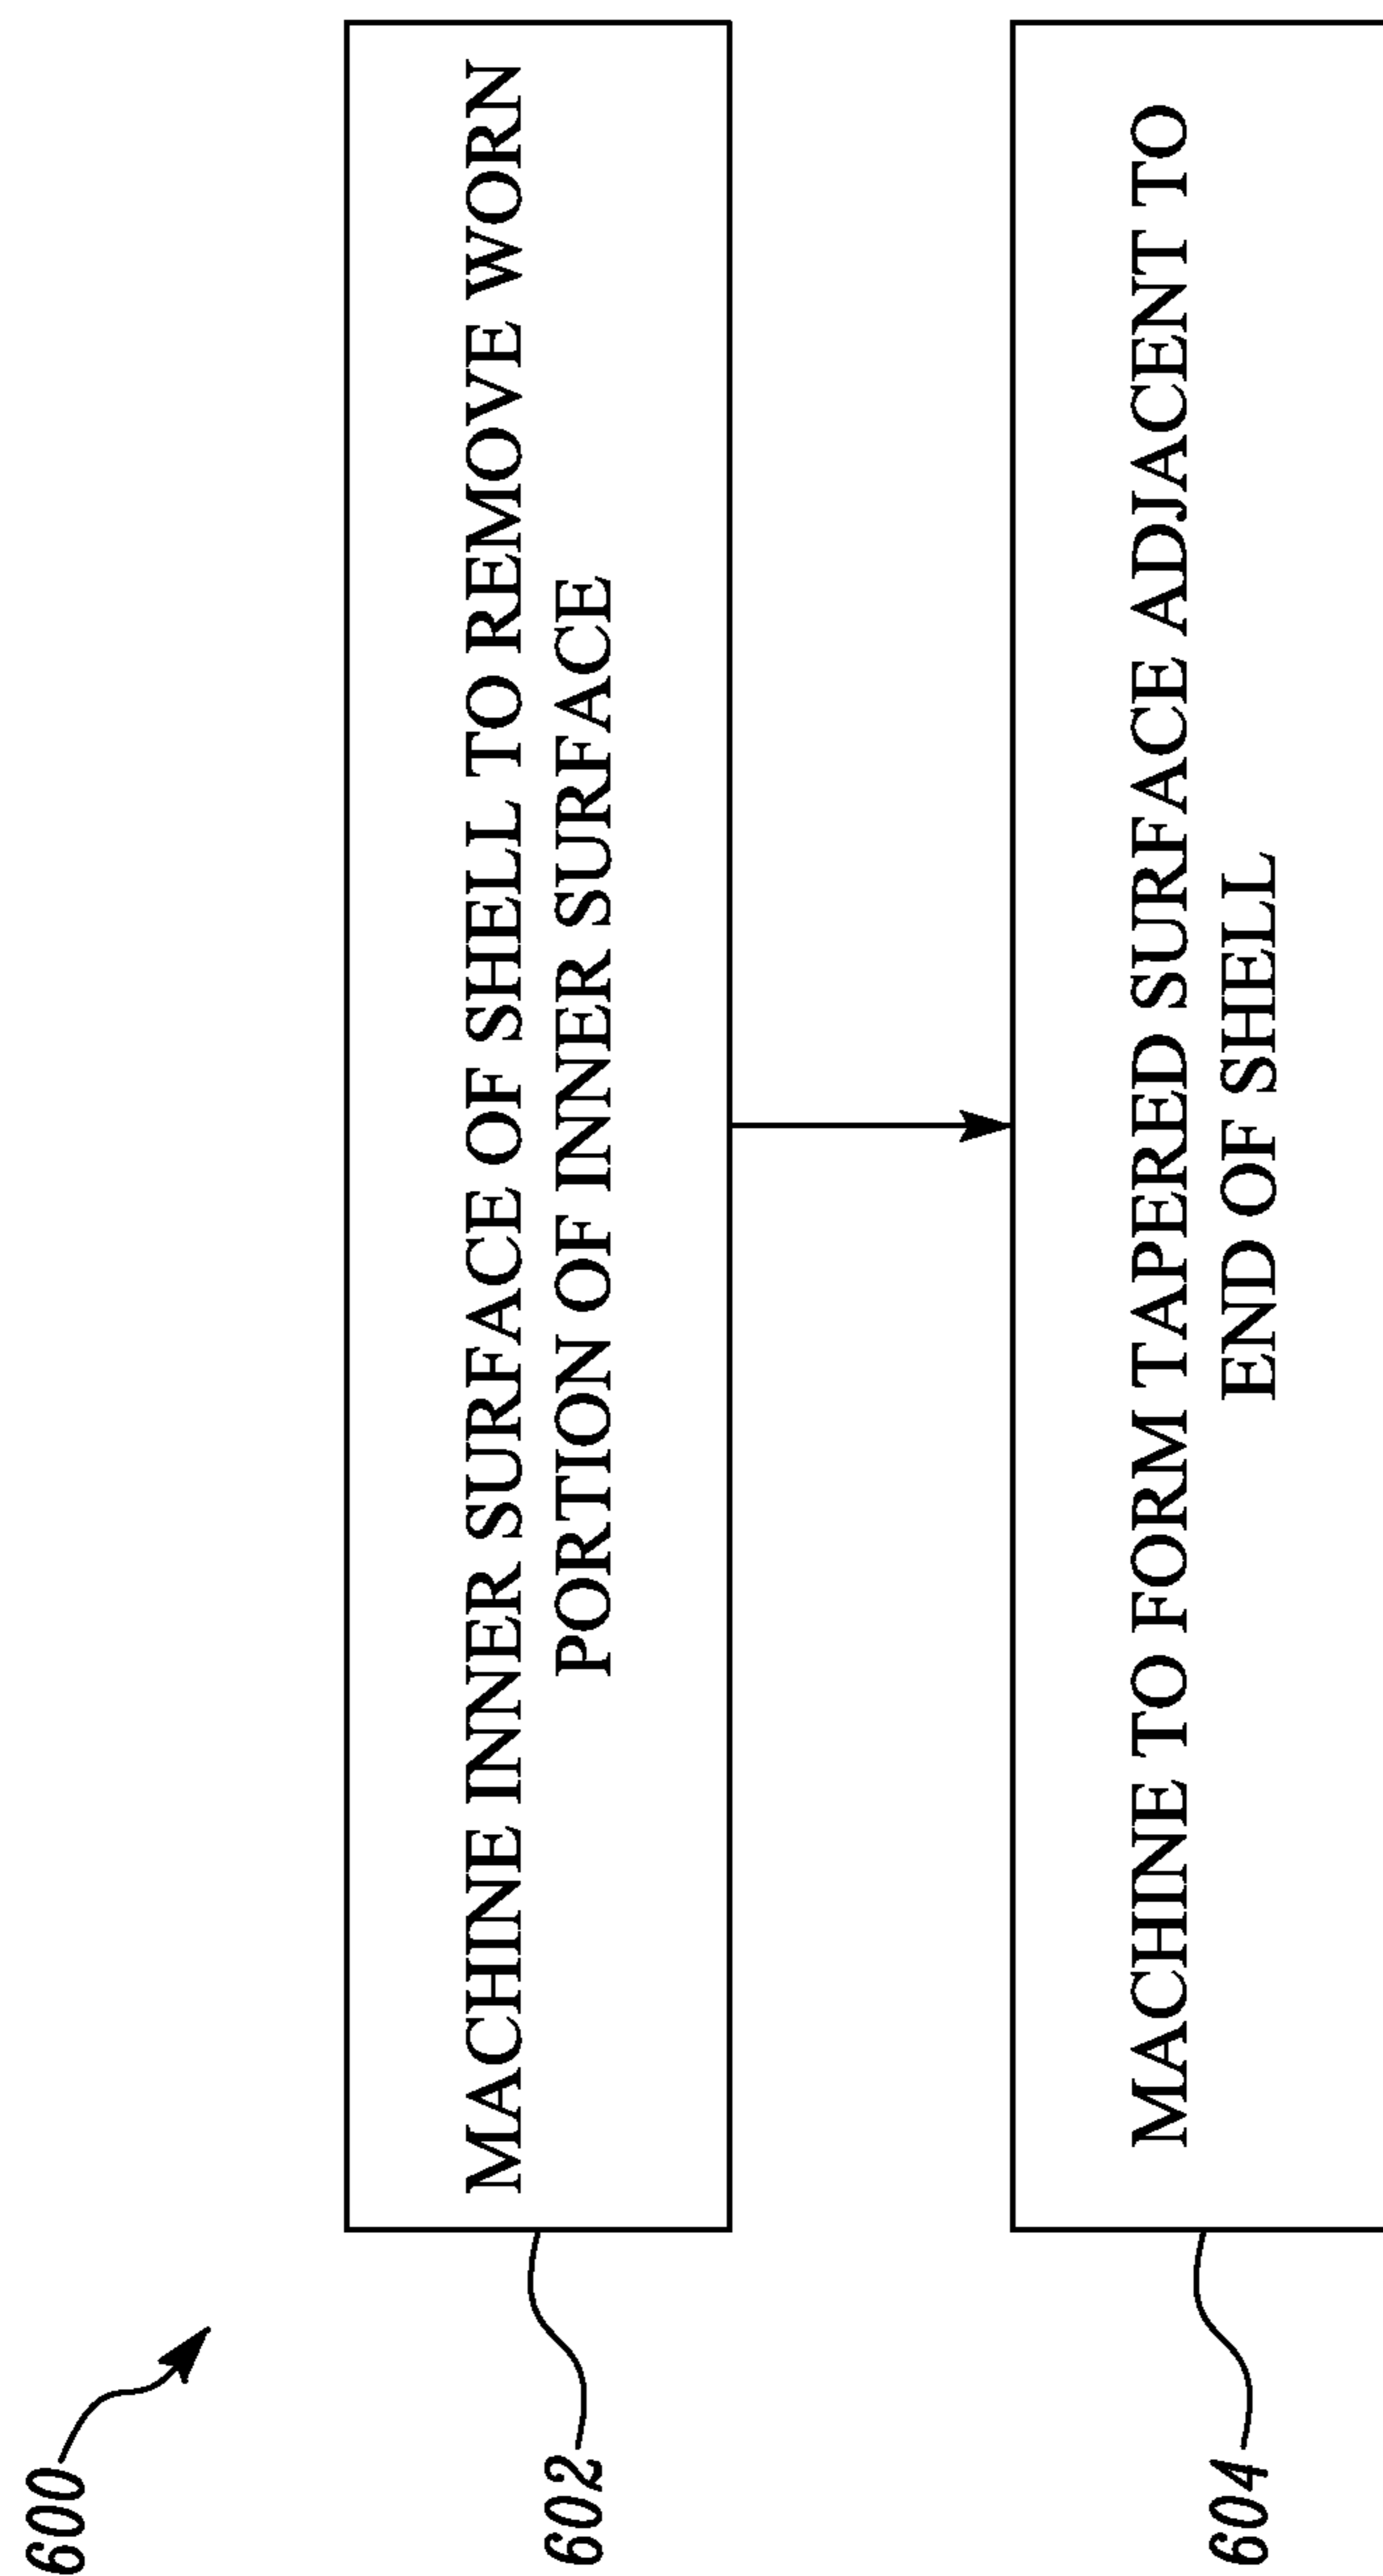 600
602
MACHINE INNER SURFACE OF SHELL TO REMOVE WORN
PORTION OF INNER SURFACE
604
MACHINE TO FORM TAPERED SURFACE ADJACENT TO
END OF SHELL